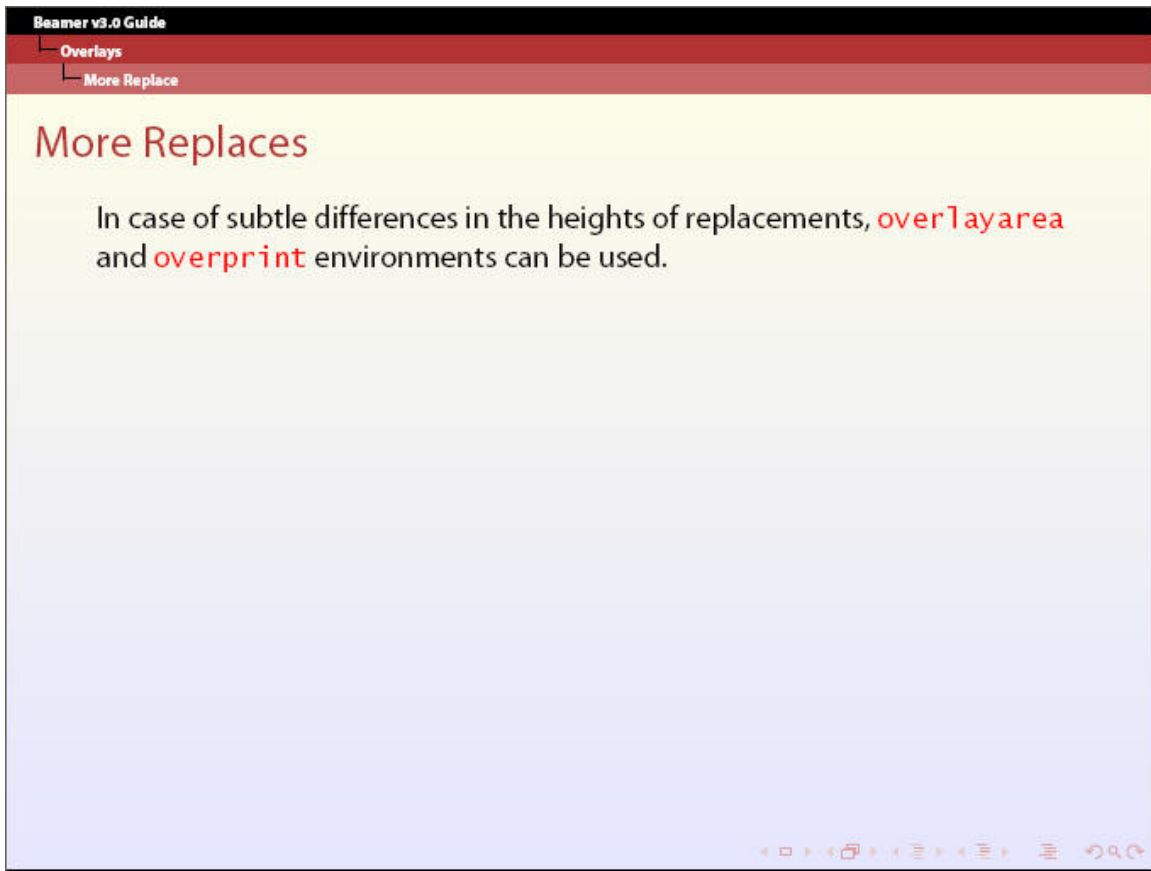 Beamer v3.0 Guide
Overlays
More Replace
More Replaces
In case of subtle differences in the heights of replacements, overlayarea
and overprint environments can be used.